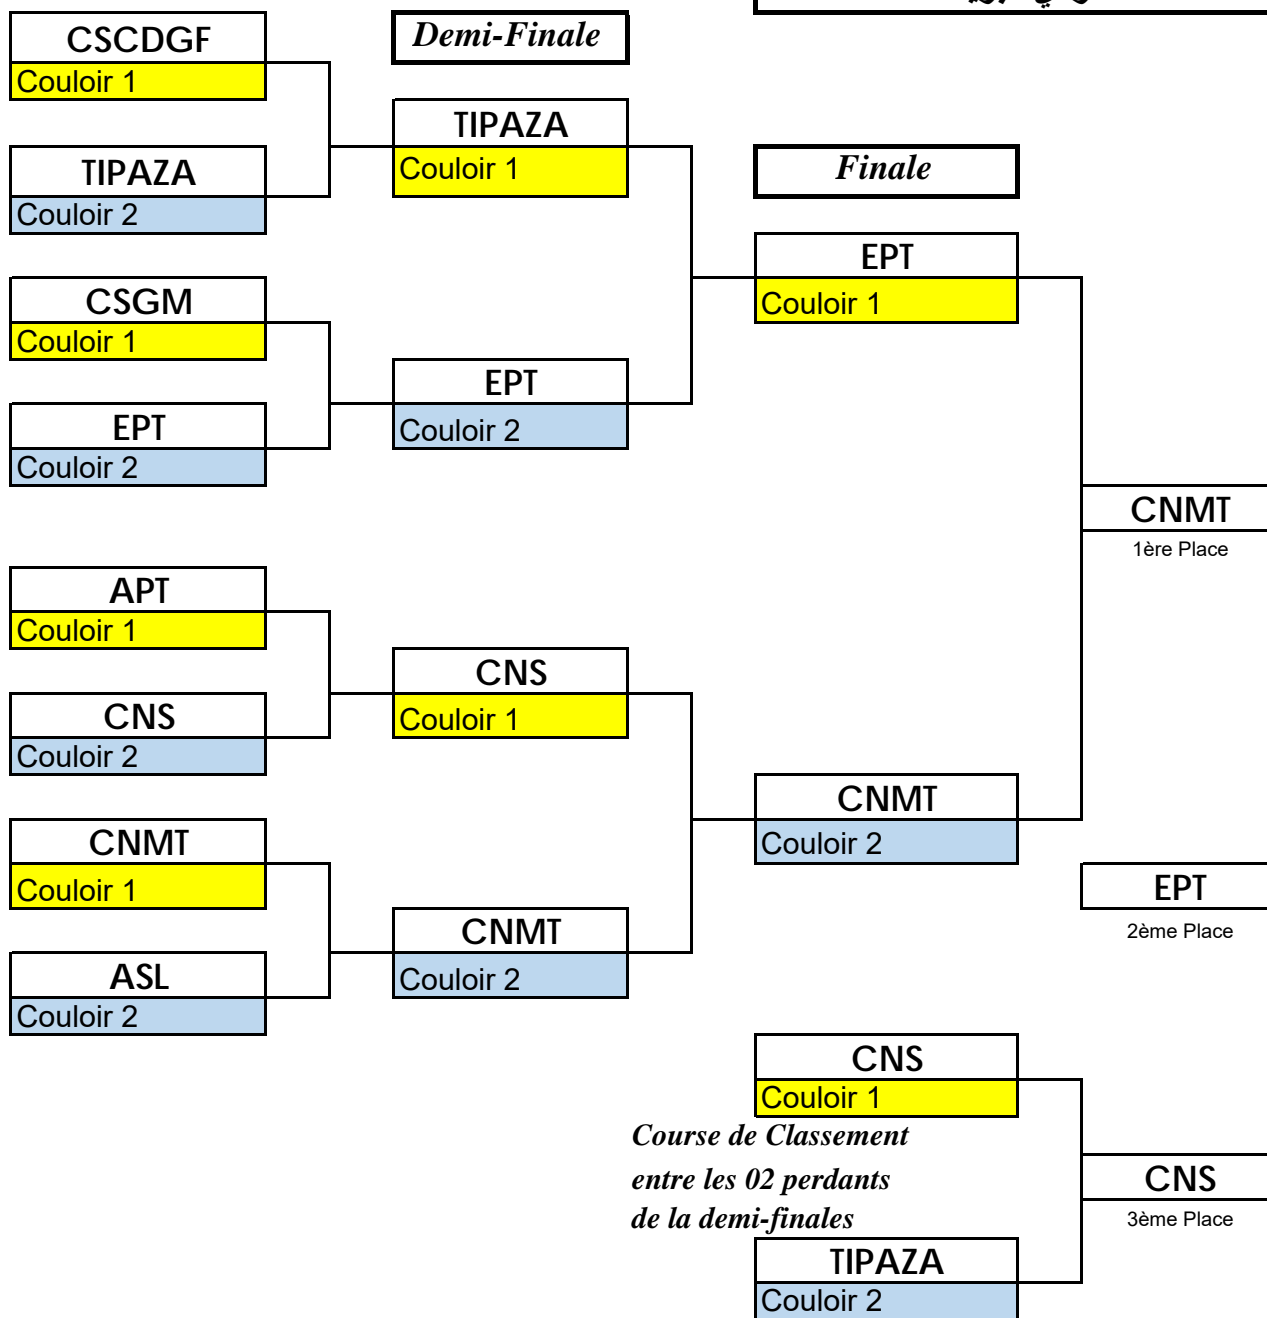 CSCDGF
Couloir 1
TIPAZA
Couloir 2
CSGM
Couloir 1
EPT
Couloir 2
APT
Couloir 1
CNS
Couloir 2
CNMT
Couloir 1
ASL
Couloir 2
Demi-Finale
TIPAZA
Couloir 1
EPT
Couloir 2
CNS
Couloir 1
CNMT
Couloir 2
Finale
EPT
Couloir 1
CNMT
Couloir 2
CNMT
1ère Place
EPT
2ème Place
CNS
Couloir 1
Course de Classement
entre les 02 perdants
de la demi-finales
TIPAZA
Couloir 2
CNS
3ème Place